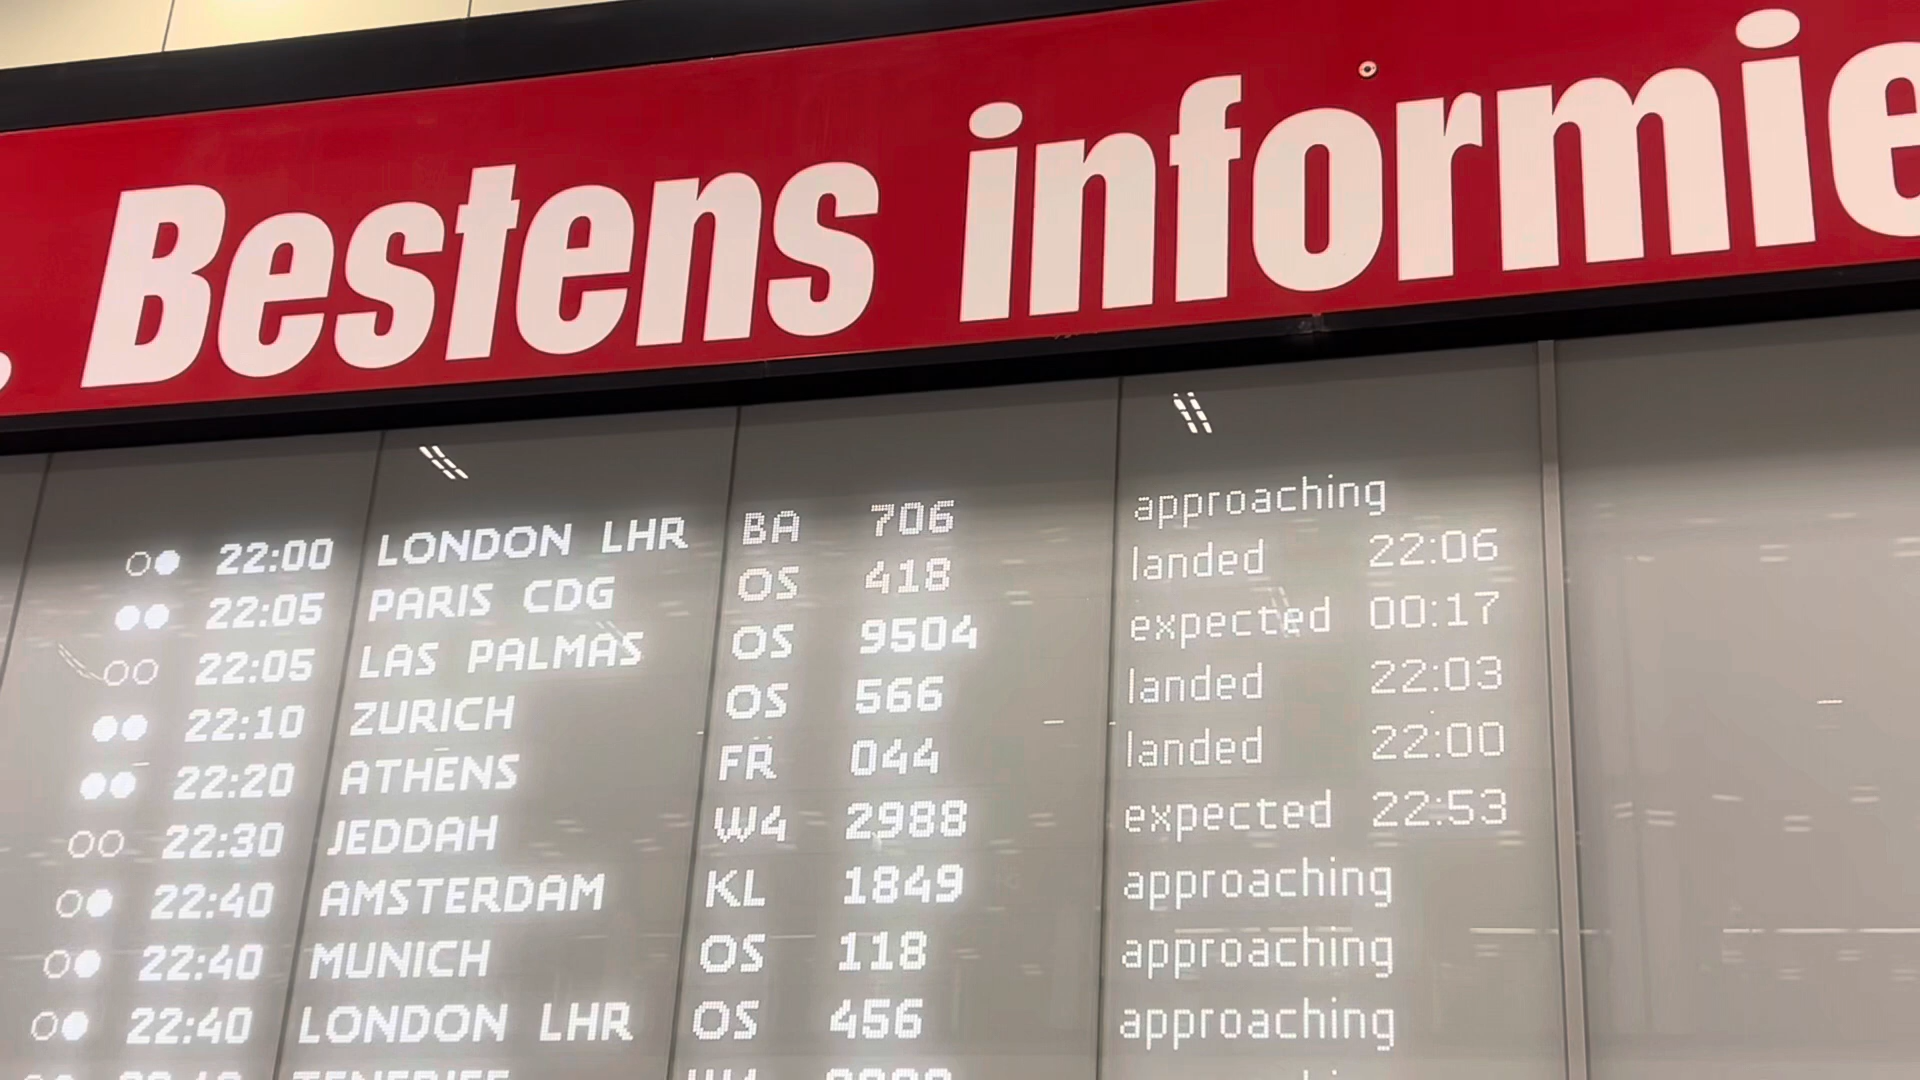 . Bestens informie
22:00 LONDON LHR BA 706 approaching
22:05 PARIS CDG OS 418 landed 22:06
22:05 LAS PALMAS OS 9504 expected 00:17
22:10 ZURICH OS 566 landed 22:03
22:20 ATHENS FR 044 landed 22:00
22:30 JEDDAH W4 2988 expected 22:53
22:40 AMSTERDAM KL 1849 approaching
22:40 MUNICH OS 118 approaching
22:40 LONDON LHR OS 456 approaching